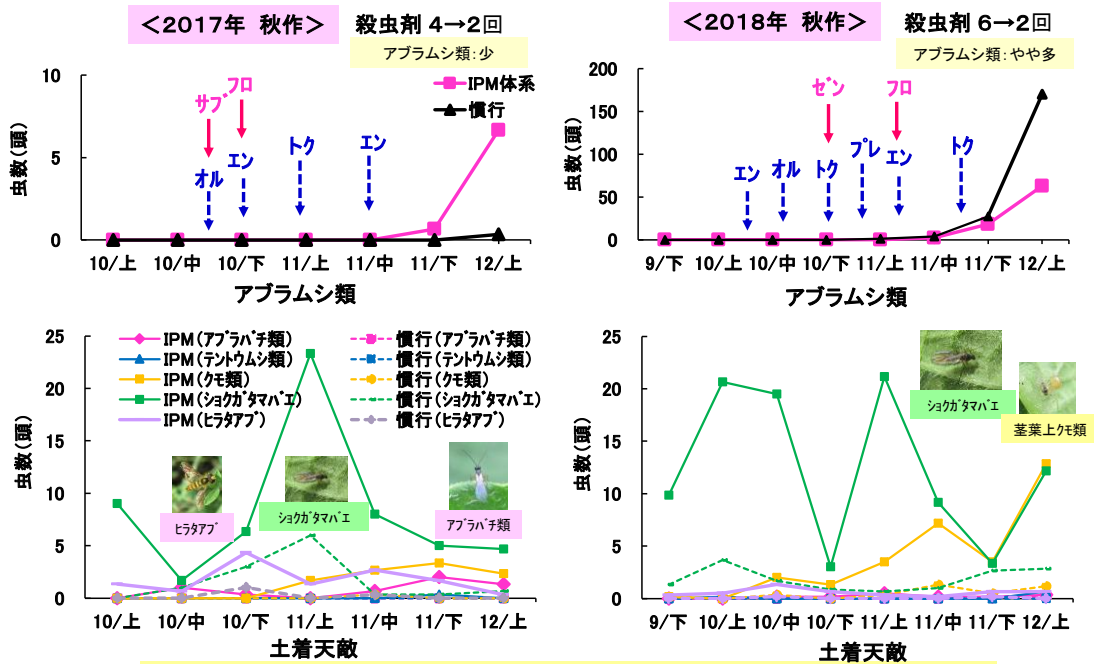 ＜2017年 秋作＞ 殺虫剤 4→2回
アブラムシ類：少
10
5
0
虫数(頭)
IPM体系
慣行
ｻﾌﾞ
ﾌﾛ
ｵﾙ
ｴﾝ
ﾄｸ
ｴﾝ
10/上 10/中 10/下 11/上 11/中 11/下 12/上
アブラムシ類
＜2018年 秋作＞ 殺虫剤 6→2回
アブラムシ類：やや多
200
150
100
50
0
虫数(頭)
ｾﾞﾝ
ﾌﾛ
ｴﾝ
ｵﾙ
ﾄｸ
ﾌﾟﾚ
ｴﾝ
ﾄｸ
9/下 10/上 10/中 10/下 11/上 11/中 11/下 12/上
アブラムシ類
25
20
15
10
5
0
虫数(頭)
IPM(ｱﾌﾞﾗﾊﾞﾁ類)
IPM(テントウムシ類)
IPM(クモ類)
IPM(ｼｮｸｶﾞﾀﾏﾊﾞｴ)
IPM(ﾋﾗﾀｱﾌﾞ)
慣行(ｱﾌﾞﾗﾊﾞﾁ類)
慣行(テントウムシ類)
慣行(クモ類)
慣行(ｼｮｸｶﾞﾀﾏﾊﾞｴ)
慣行(ﾋﾗﾀｱﾌﾞ)
ﾋﾗﾀｱﾌﾞ
ｼｮｸｶﾞﾀﾏﾊﾞｴ
ｱﾌﾞﾗﾊﾞﾁ類
10/上 10/中 10/下 11/上 11/中 11/下 12/上
土着天敵
25
20
15
10
5
0
虫数(頭)
ｼｮｸｶﾞﾀﾏﾊﾞｴ
茎葉上ｸﾓ類
9/下 10/上 10/中 10/下 11/上 11/中 11/下 12/上
土着天敵